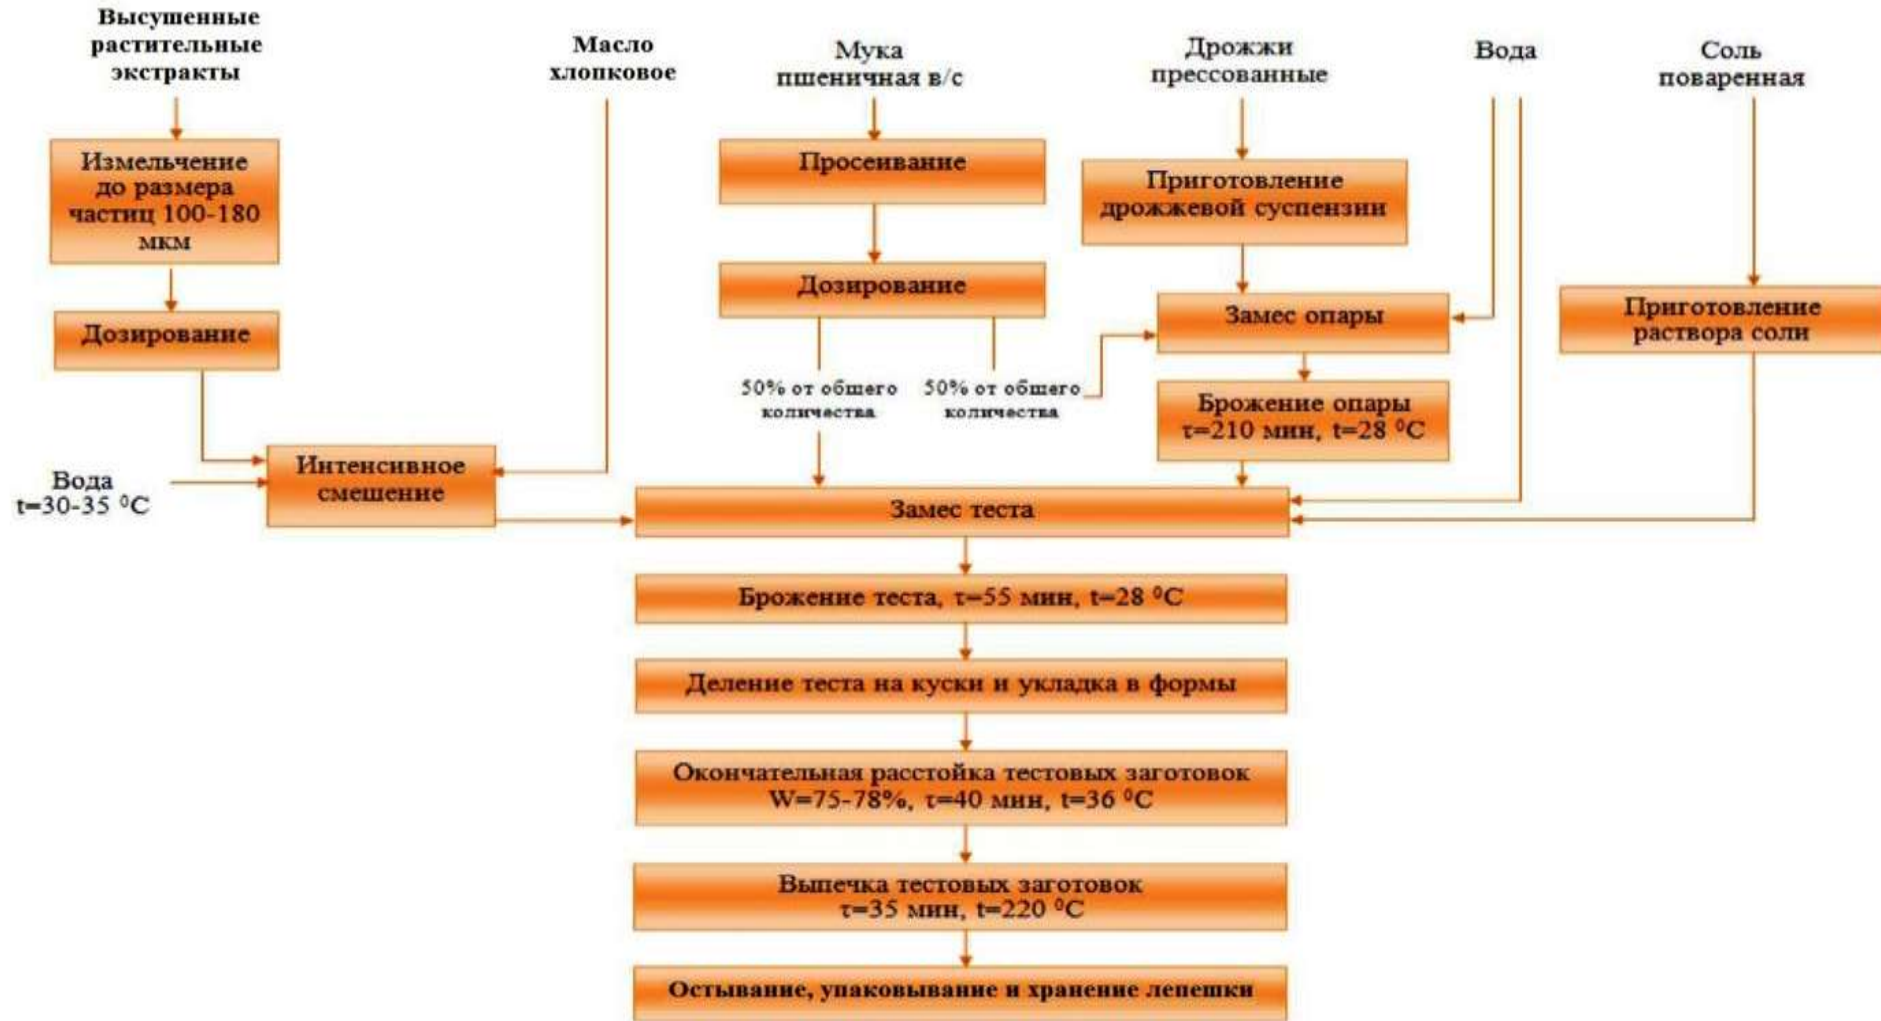 Высушенные
растительные
экстракты
Масло
хлопковое
Мука
пшеничная в/с
Дрожжи
прессованные
Вода
Соль
поваренная
Измельчение
до размера
частиц 100-180
мкм
Просеивание
Приготовление
дрожжевой суспензии
Дозирование
Дозирование
Замес опары
Приготовление
раствора соли
50% от обшего
количества
50% от обшего
количества
Брожение опары
τ=210 мин, t=28 ⁰С
Вода
t=30-35 ⁰С
Интенсивное
смешение
Замес теста
Брожение теста, τ=55 мин, t=28 ⁰С
Деление теста на куски и укладка в формы
Окончательная расстойка тестовых заготовок
W=75-78%, τ=40 мин, t=36 ⁰С
Выпечка тестовых заготовок
τ=35 мин, t=220 ⁰С
Остывание, упаковывание и хранение лепешки